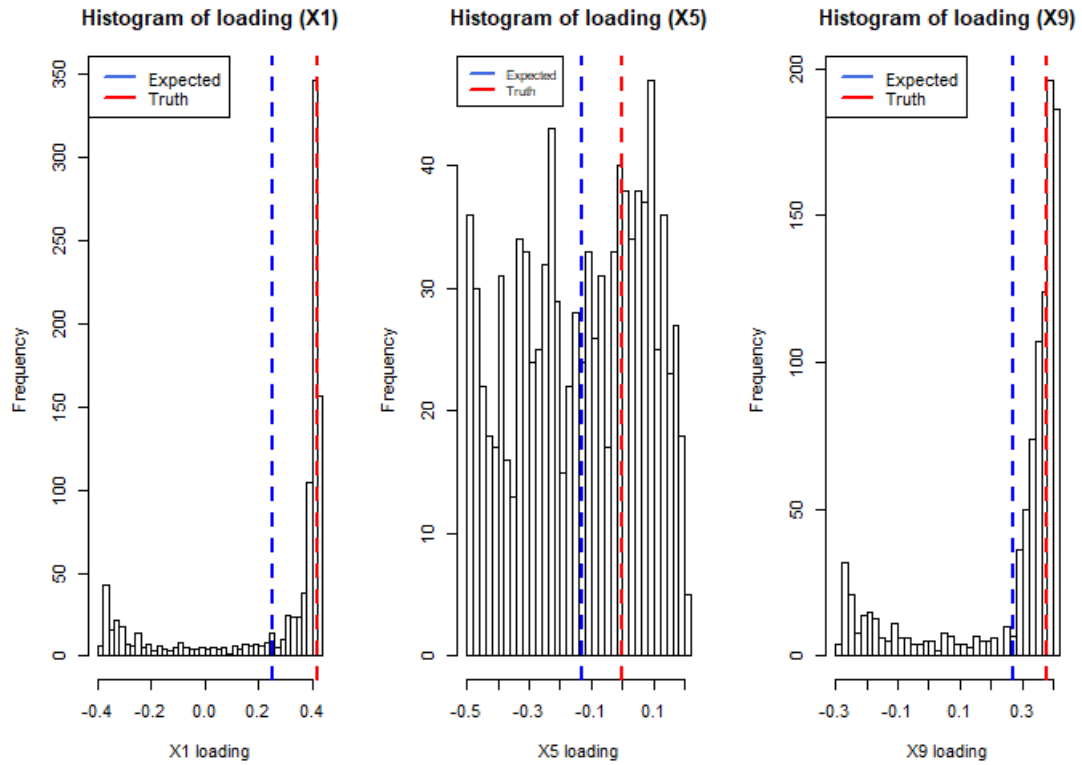 Histogram of loading (X1)
Expected
Truth
350
300
250
200
150
100
50
0
Frequency
-0.4
-0.2
0.0
0.2
0.4
X1 loading
Histogram of loading (X5)
Expected
Truth
40
30
20
10
0
Frequency
-0.5
-0.3
-0.1
0.1
X5 loading
Histogram of loading (X9)
Expected
Truth
200
150
100
50
0
Frequency
-0.3
-0.1
0.1
0.3
X9 loading